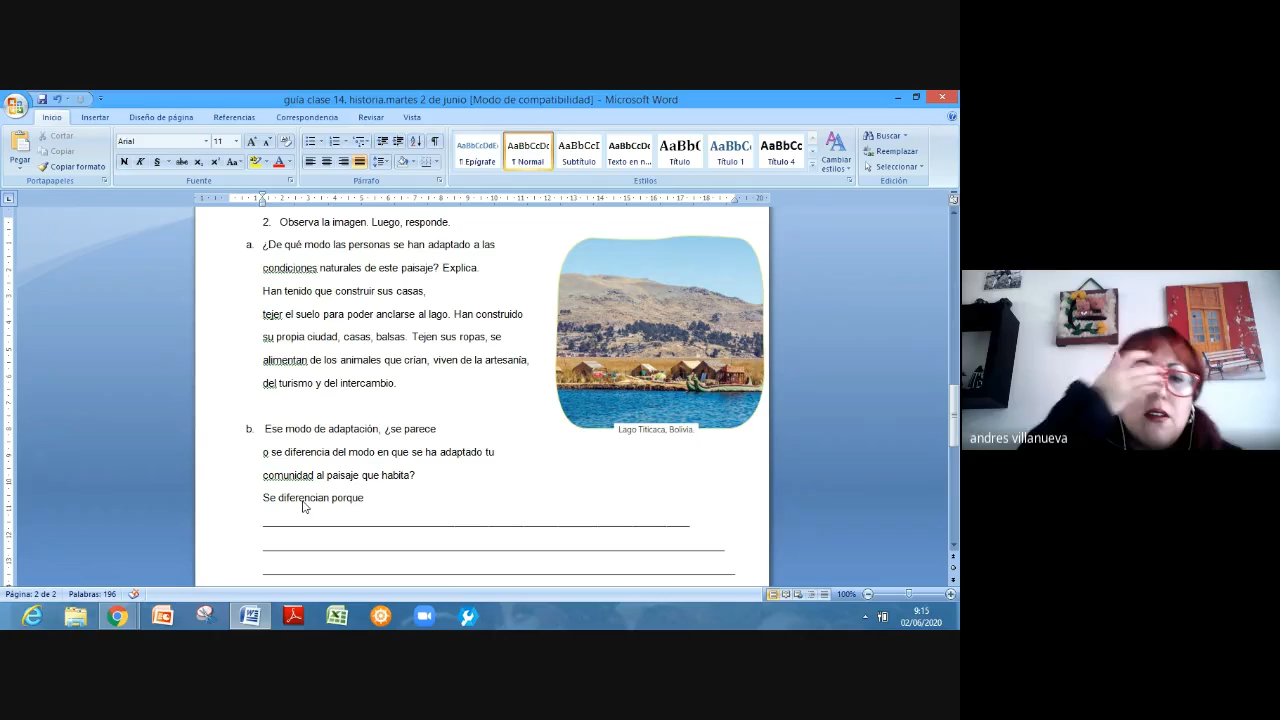 guía clase 14. historia.martes 2 de junio [Modo de compatibilidad] - Microsoft Word
Inicio Insertar Diseño de página Referencias Correspondencia Revisar Vista
Pegar
Cortar
Copiar
Copiar formato
Portapapeles
Arial 11
Fuente
Párrafo
AaBbCcDdEe AaBbCcDc AaBbCcI AaBbCcDc AaBbC AaBbCc AaBbCc
¶ Epígrafe ¶ Normal Subtítulo Texto en n... Título Título 1 Título 4
Cambiar
estilos
Estilos
Buscar
Reemplazar
Seleccionar
Edición
2. Observa la imagen. Luego, responde.
a. ¿De qué modo las personas se han adaptado a las
condiciones naturales de este paisaje? Explica.
Han tenido que construir sus casas,
tejer el suelo para poder anclarse al lago. Han construido
su propia ciudad, casas, balsas. Tejen sus ropas, se
alimentan de los animales que crían, viven de la artesanía,
del turismo y del intercambio.
Lago Titicaca, Bolivia.
b. Ese modo de adaptación, ¿se parece
o se diferencia del modo en que se ha adaptado tu
comunidad al paisaje que habita?
Se diferencian porque
Página: 2 de 2 Palabras: 196 100%
9:15
02/06/2020
andres villanueva